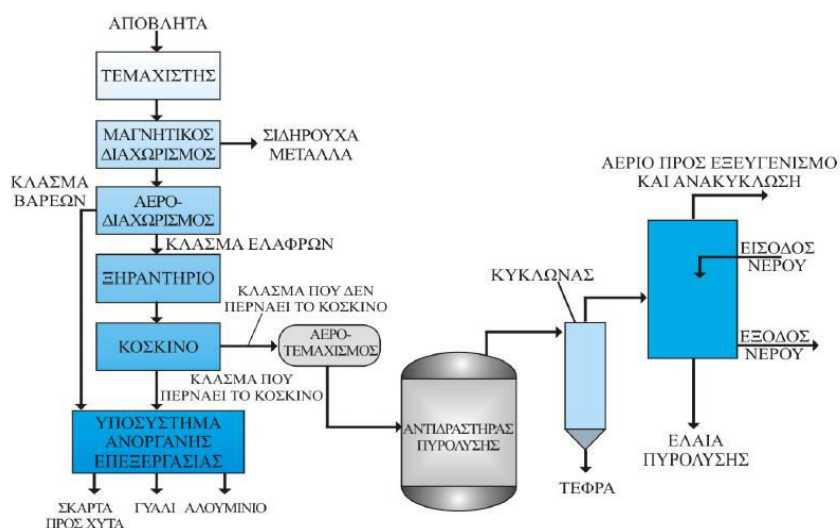 ΑΠΟΒΛΗΤΑ
ΤΕΜΑΧΙΣΤΗΣ
ΜΑΓΝΗΤΙΚΟΣ
ΔΙΑΧΩΡΙΣΜΟΣ
ΣΙΔΗΡΟΥΧΑ
ΜΕΤΑΛΛΑ
ΚΛΑΣΜΑ
ΒΑΡΕΩΝ
ΑΕΡΟ-
ΔΙΑΧΩΡΙΣΜΟΣ
ΚΛΑΣΜΑ ΕΛΑΦΡΩΝ
ΞΗΡΑΝΤΗΡΙΟ
ΚΛΑΣΜΑ ΠΟΥ ΔΕΝ
ΠΕΡΝΑΕΙ ΤΟ ΚΟΣΚΙΝΟ
ΚΟΣΚΙΝΟ
ΑΕΡΟ-
ΤΕΜΑΧΙΣΜΟΣ
ΚΛΑΣΜΑ ΠΟΥ
ΠΕΡΝΑΕΙ ΤΟ ΚΟΣΚΙΝΟ
ΥΠΟΣΥΣΤΗΜΑ
ΑΝΟΡΓΑΝΗΣ
ΕΠΕΞΕΡΓΑΣΙΑΣ
ΣΚΑΡΤΑ
ΠΡΟΣ ΧΥΤΑ
ΓΥΑΛΙ
ΑΛΟΥΜΙΝΙΟ
ΑΝΤΙΔΡΑΣΤΗΡΑΣ
ΠΥΡΟΛΥΣΗΣ
ΚΥΚΛΩΝΑΣ
ΤΕΦΡΑ
ΑΕΡΙΟ ΠΡΟΣ ΕΞΕΥΓΕΝΙΣΜΟ
ΚΑΙ ΑΝΑΚΥΚΛΩΣΗ
ΕΙΣΟΔΟΣ
ΝΕΡΟΥ
ΕΞΟΔΟΣ
ΝΕΡΟΥ
ΕΛΑΙΑ
ΠΥΡΟΛΥΣΗΣ